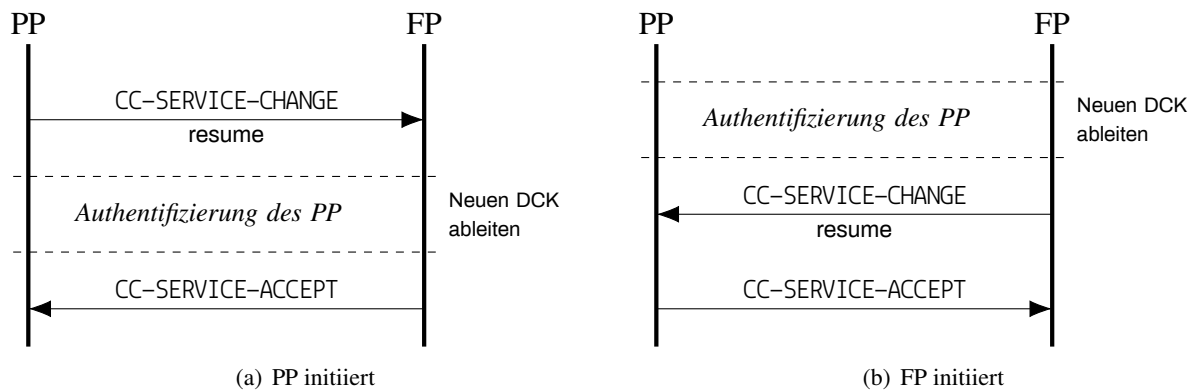 PP
FP
CC-SERVICE-CHANGE
resume
Authentifizierung des PP
Neuen DCK
ableiten
CC-SERVICE-ACCEPT
(a) PP initiiert
PP
FP
Authentifizierung des PP
Neuen DCK
ableiten
CC-SERVICE-CHANGE
resume
CC-SERVICE-ACCEPT
(b) FP initiiert